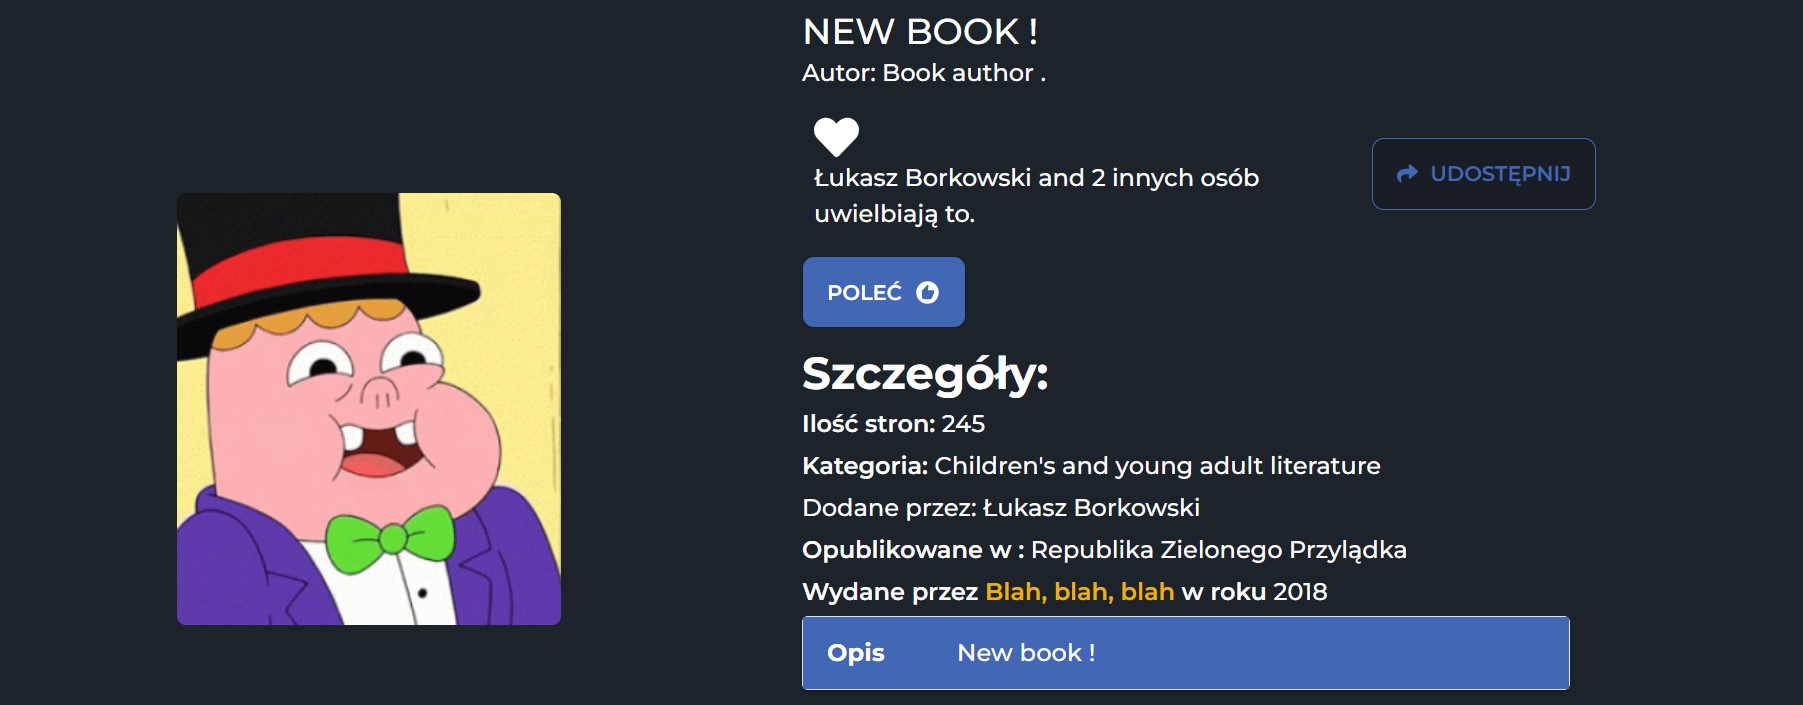 NEW BOOK !
Autor: Book author .
Łukasz Borkowski and 2 innych osób
uwielbiają to.
UDOSTĘPNIJ
POLEĆ
Szczegóły:
Ilość stron: 245
Kategoria: Children's and young adult literature
Dodane przez: Łukasz Borkowski
Opublikowane w : Republika Zielonego Przylądka
Wydane przez Blah, blah, blah w roku 2018
Opis New book !